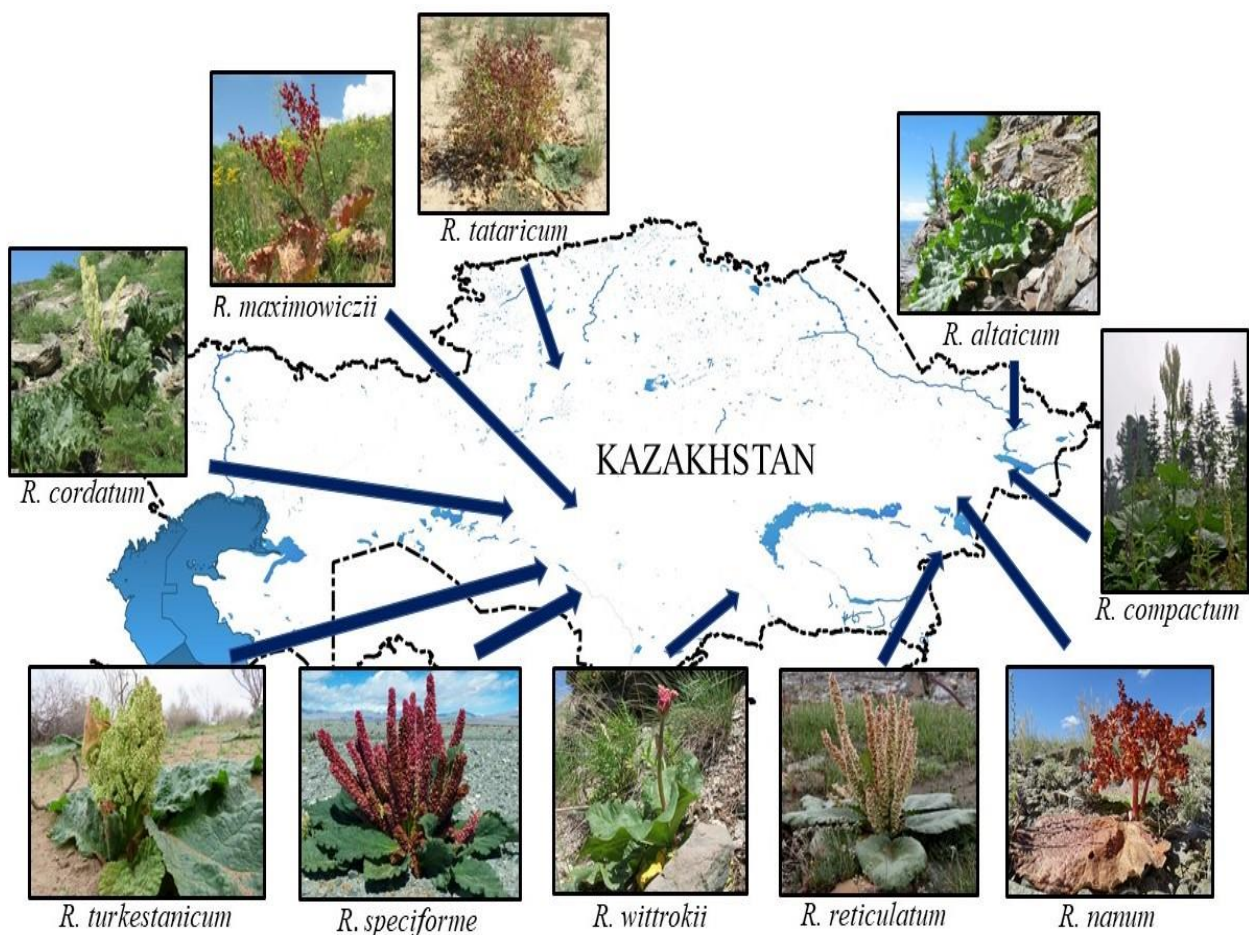 R. tataricum
R. maximowiczii
R. altaicum
KAZAKHSTAN
R. cordatum
R. compactum
R. turkestanicum
R. speciforme
R. wittrokii
R. reticulatum
R. nanum